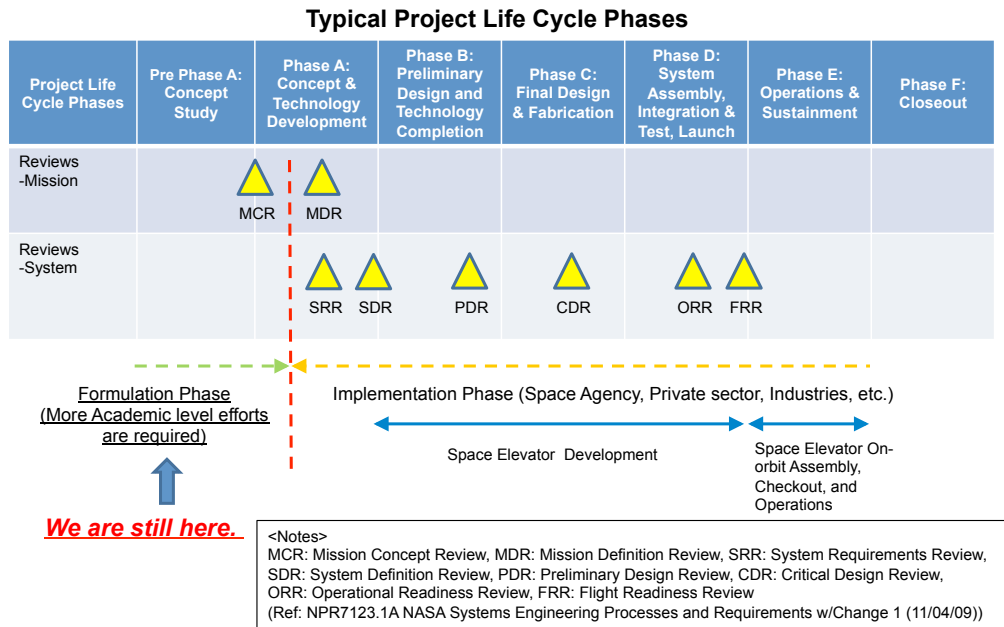 Typical Project Life Cycle Phases
Project Life
Cycle Phases
Pre Phase A:
Concept
Study
Phase A:
Concept &
Technology
Development
Phase B:
Preliminary
Design and
Technology
Completion
Phase C:
Final Design
& Fabrication
Phase D:
System
Assembly,
Integration &
Test, Launch
Phase E:
Operations &
Sustainment
Phase F:
Closeout
Reviews
-Mission
MCR
MDR
Reviews
-System
SRR
SDR
PDR
CDR
ORR
FRR
Formulation Phase
(More Academic level efforts
are required)
Implementation Phase (Space Agency, Private sector, Industries, etc.)
Space Elevator Development
Space Elevator On-
orbit Assembly,
Checkout, and
Operations
We are still here.
<Notes>
MCR: Mission Concept Review, MDR: Mission Definition Review, SRR: System Requirements Review,
SDR: System Definition Review, PDR: Preliminary Design Review, CDR: Critical Design Review,
ORR: Operational Readiness Review, FRR: Flight Readiness Review
(Ref: NPR7123.1A NASA Systems Engineering Processes and Requirements w/Change 1 (11/04/09))